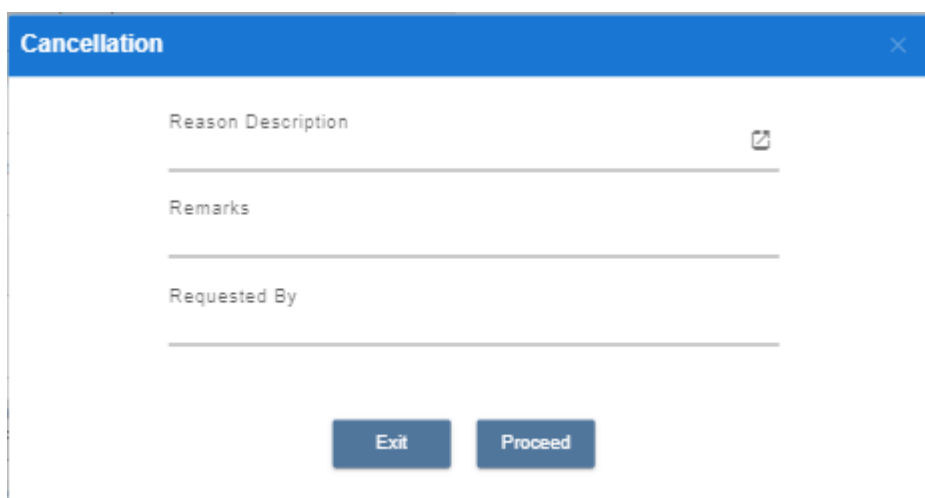 Cancellation
Reason Description
Remarks
Requested By
Exit Proceed